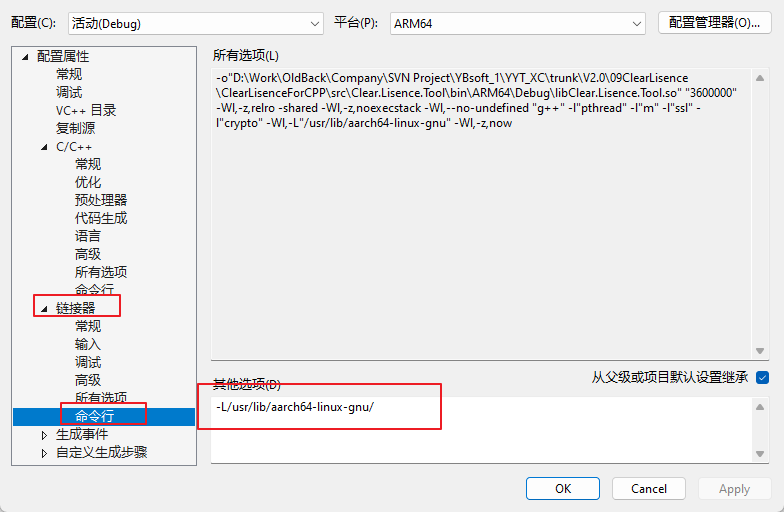 配置(C):
活动(Debug)
平台(P):
ARM64
配置管理器(O)...
配置属性
常规
调试
VC++ 目录
复制源
C/C++
常规
优化
预处理器
代码生成
语言
高级
所有选项
命令行
链接器
常规
输入
调试
高级
所有选项
命令行
生成事件
自定义生成步骤
所有选项(L)
-o"D:\Work\OldBack\Company\SVN Project\YBsoft_1\YYT_XC\trunk\V2.0\09ClearLisence
\ClearLisenceForCPP\src\Clear.Lisence.Tool\bin\ARM64\Debug\libClear.Lisence.Tool.so" "3600000"
-Wl,-z,relro -shared -Wl,-z,noexecstack -Wl,--no-undefined "g++" -l"pthread" -l"m" -l"ssl" -
l"crypto" -Wl,-L"/usr/lib/aarch64-linux-gnu" -Wl,-z,now
其他选项(D)
从父级或项目默认设置继承
-L/usr/lib/aarch64-linux-gnu/
OK
Cancel
Apply